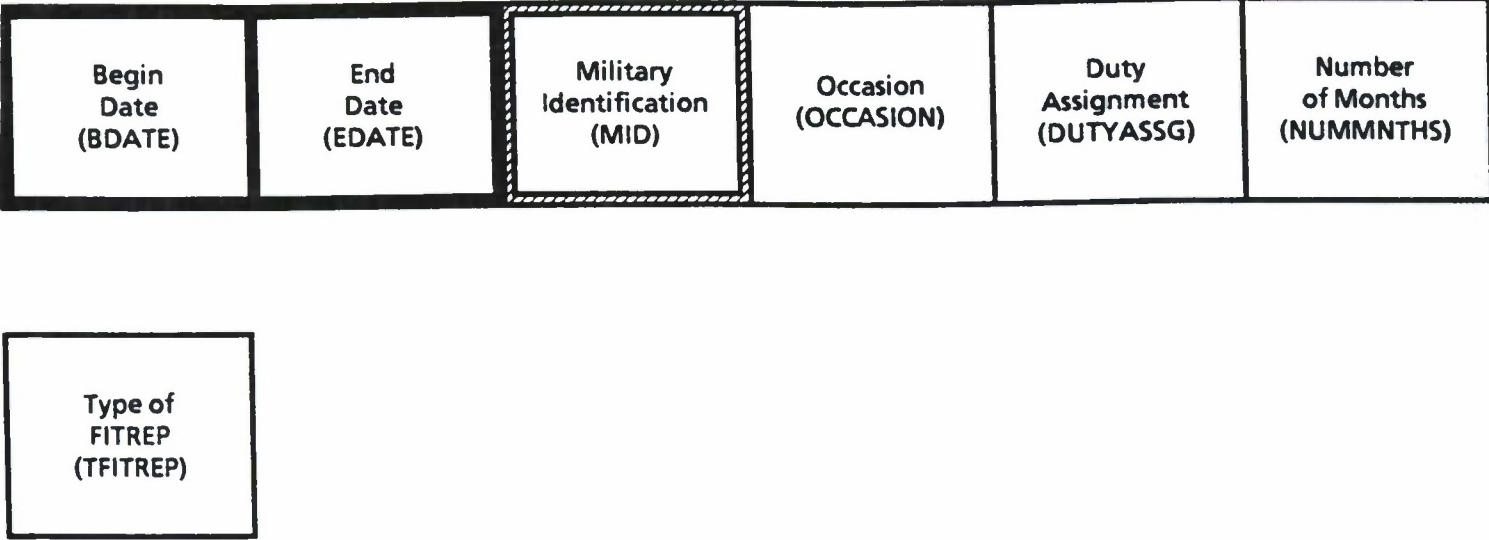 Begin
Date
(BDATE)
End
Date
(EDATE)
Military
Identification
(MID)
Occasion
(OCCASION)
Duty
Assignment
(DUTYASSG)
Number
of Months
(NUMMNTHS)
Type of
FITREP
(TFITREP)